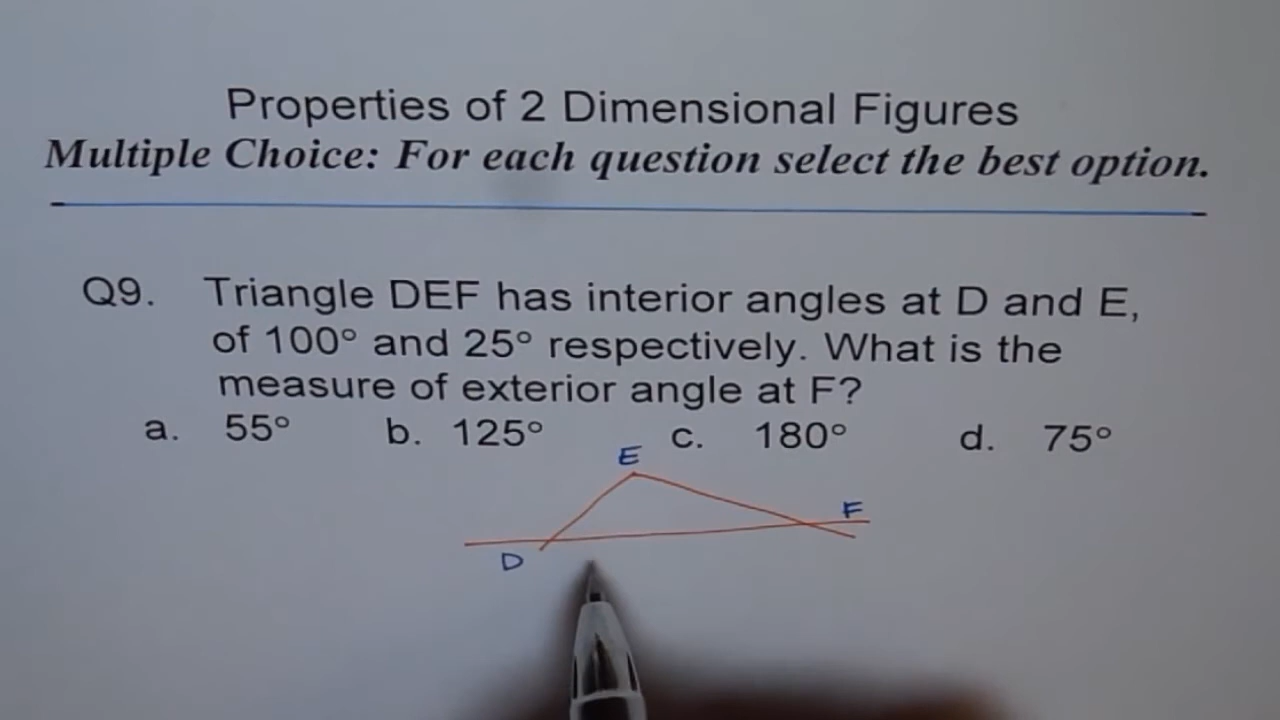 Properties of 2 Dimensional Figures
Multiple Choice: For each question select the best option.
Q9. Triangle DEF has interior angles at D and E,
of 100° and 25° respectively. What is the
measure of exterior angle at F?
a. 55° b. 125° c. 180° d. 75°
E
F
D